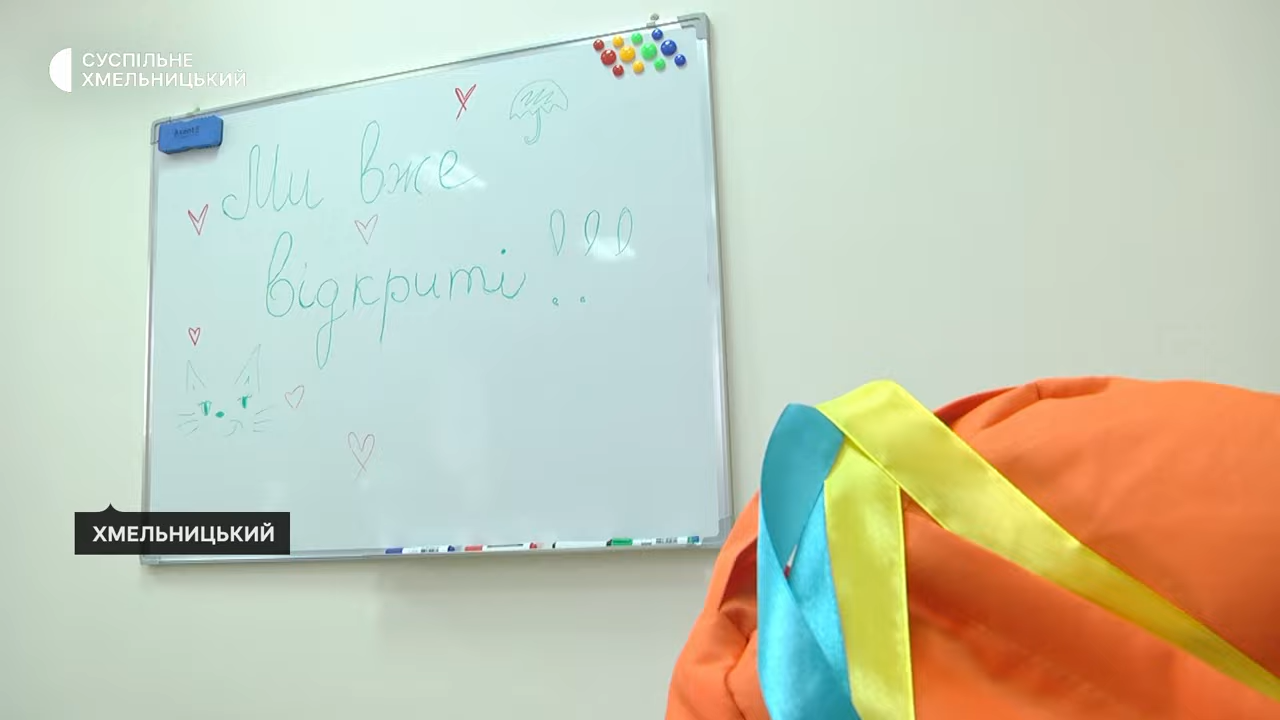 СУСПІЛЬНЕ
ХМЕЛЬНИЦЬКИЙ
Ми вже
відкриті !!!
ХМЕЛЬНИЦЬКИЙ